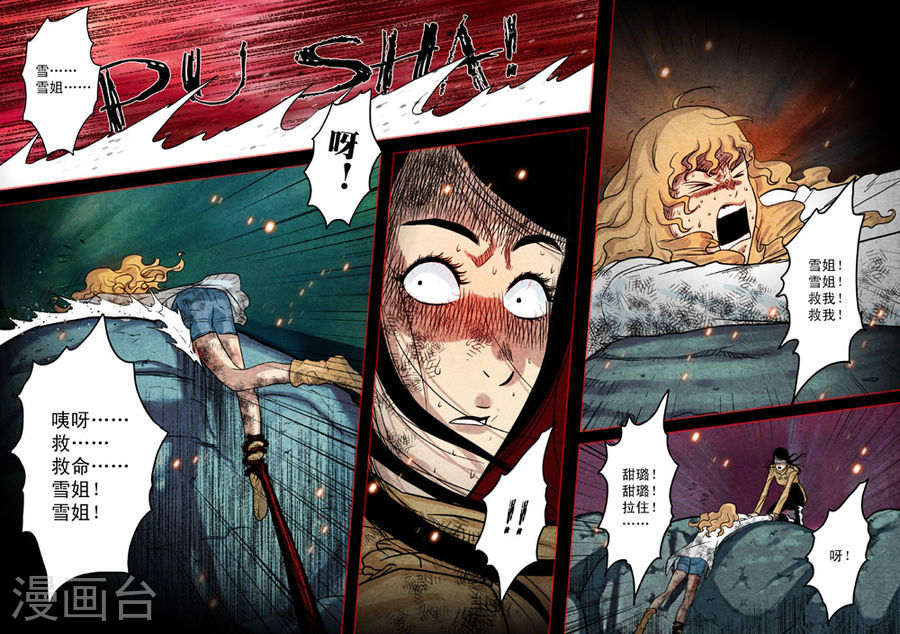 雪……
雪姐……
PU SHA!
呀！
咦呀……
救……
救命……
雪姐！
雪姐！
!!
雪姐！
雪姐！
救我！
救我！
甜璐！
甜璐！
拉住！
……
呀！
漫画台